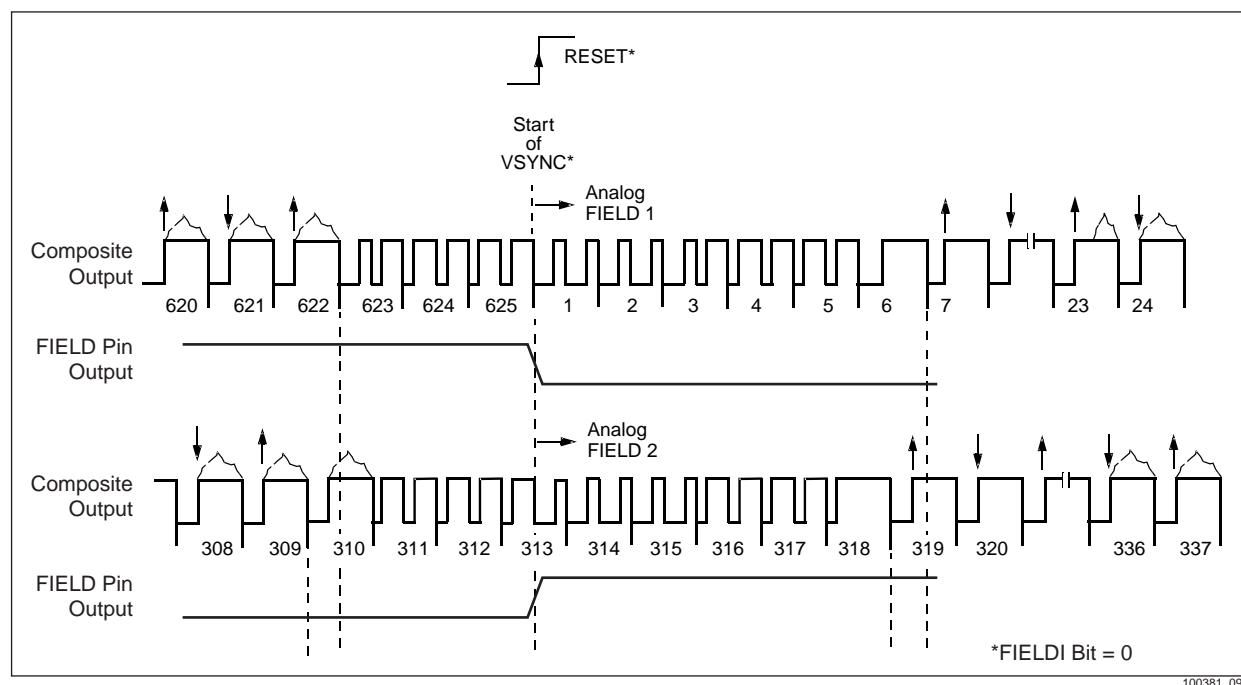 RESET*
Start
of
VSYNC*
Analog
FIELD 1
Composite
Output
620 621 622 623 624 625 1 2 3 4 5 6 7 23 24
FIELD Pin
Output
Analog
FIELD 2
Composite
Output
308 309 310 311 312 313 314 315 316 317 318 319 320 336 337
FIELD Pin
Output
*FIELDI Bit = 0
100381_09